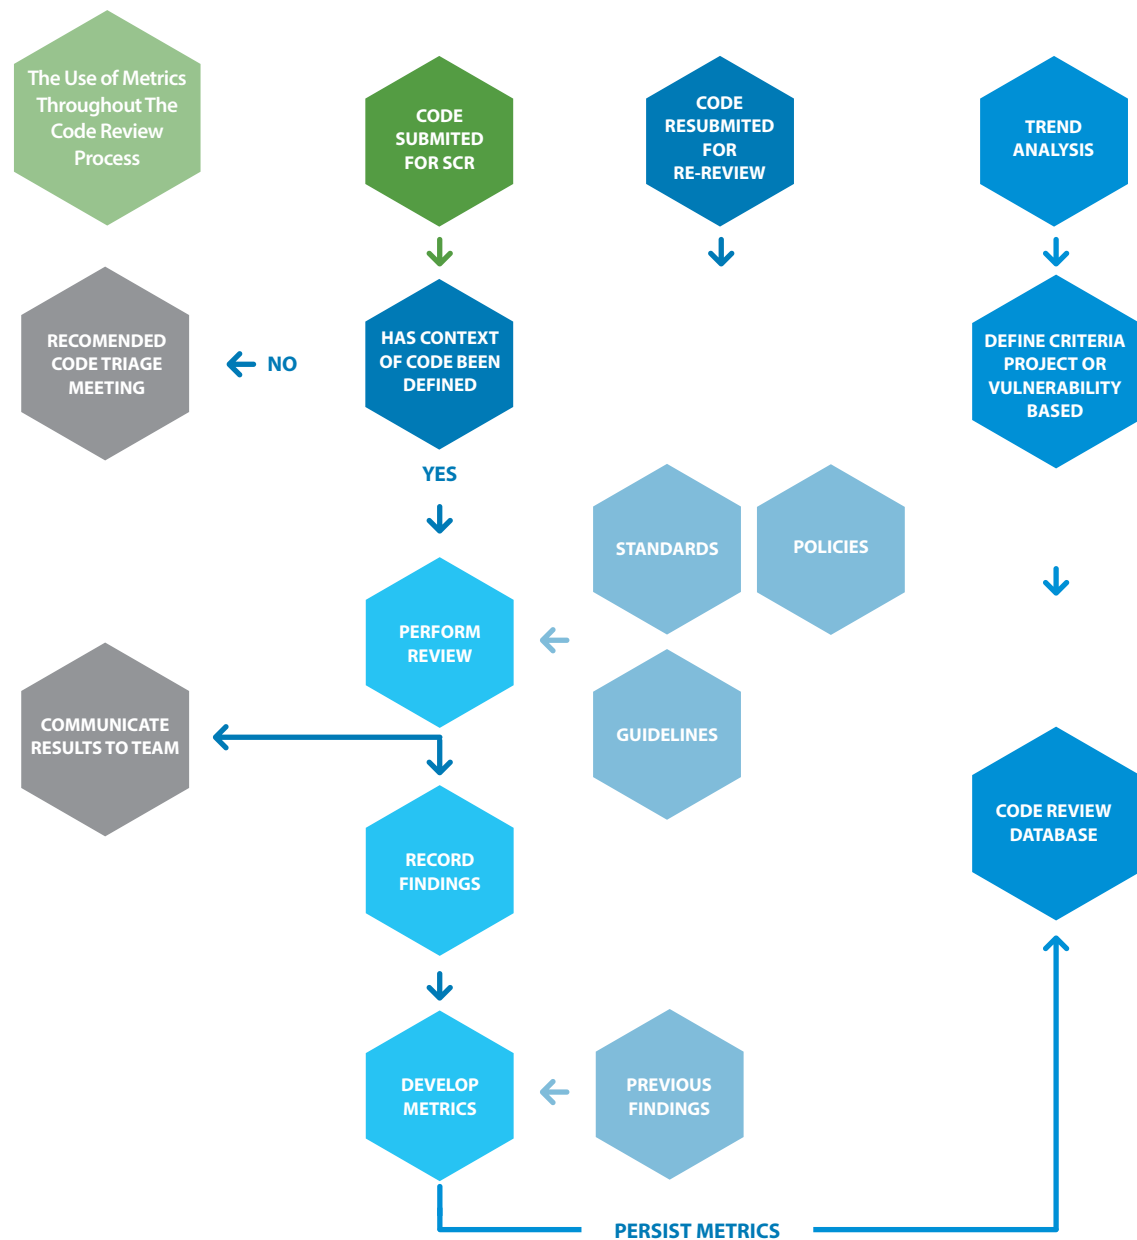 The Use of Metrics
Throughout The
Code Review
Process
CODE
SUBMITED
FOR SCR
CODE
RESUBMITED
FOR
RE-REVIEW
TREND
ANALYSIS
RECOMENDED
CODE TRIAGE
MEETING
NO
HAS CONTEXT
OF CODE BEEN
DEFINED
DEFINE CRITERIA
PROJECT OR
VULNERABILITY
BASED
YES
STANDARDS
POLICIES
PERFORM
REVIEW
GUIDELINES
COMMUNICATE
RESULTS TO TEAM
RECORD
FINDINGS
CODE REVIEW
DATABASE
DEVELOP
METRICS
PREVIOUS
FINDINGS
PERSIST METRICS